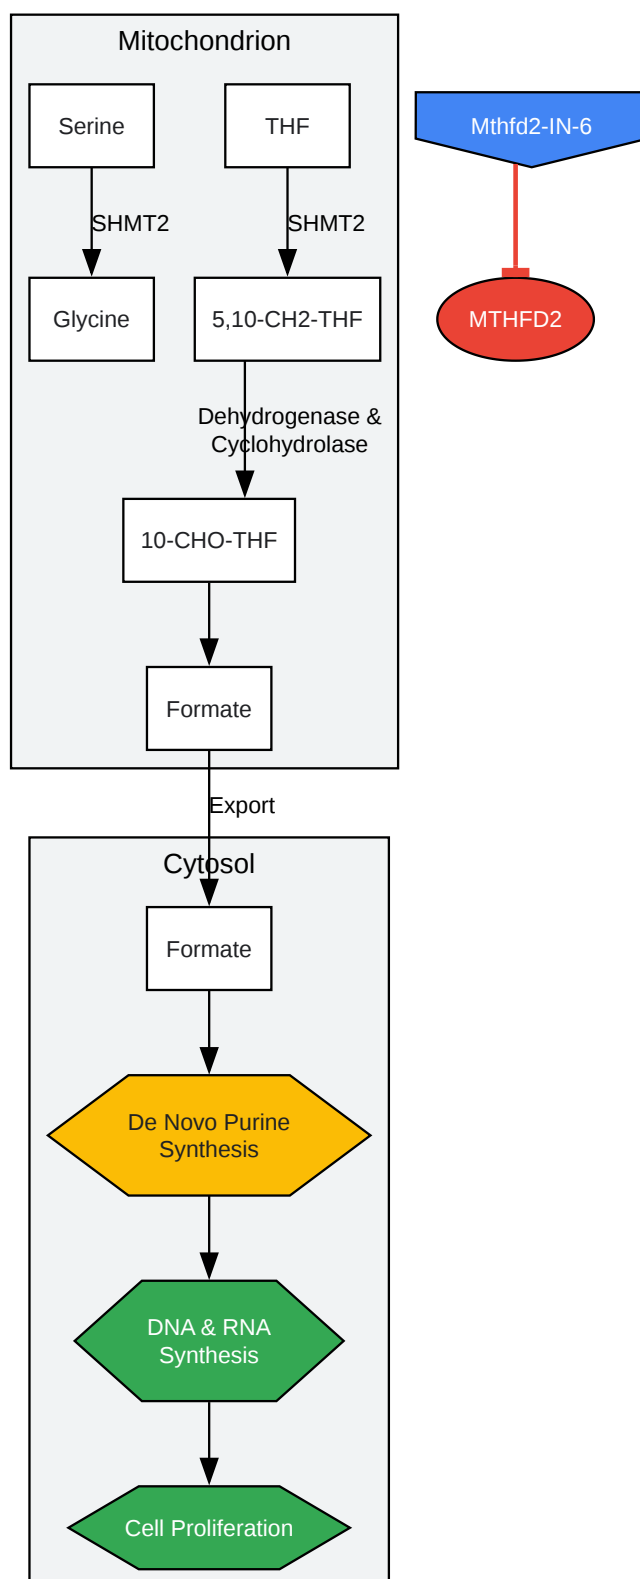 Mitochondrion
Serine
THF
Mthfd2-IN-6
SHMT2
SHMT2
Glycine
5,10-CH2-THF
MTHFD2
Dehydrogenase &
Cyclohydrolase
10-CHO-THF
Formate
Export
Cytosol
Formate
De Novo Purine
Synthesis
DNA & RNA
Synthesis
Cell Proliferation